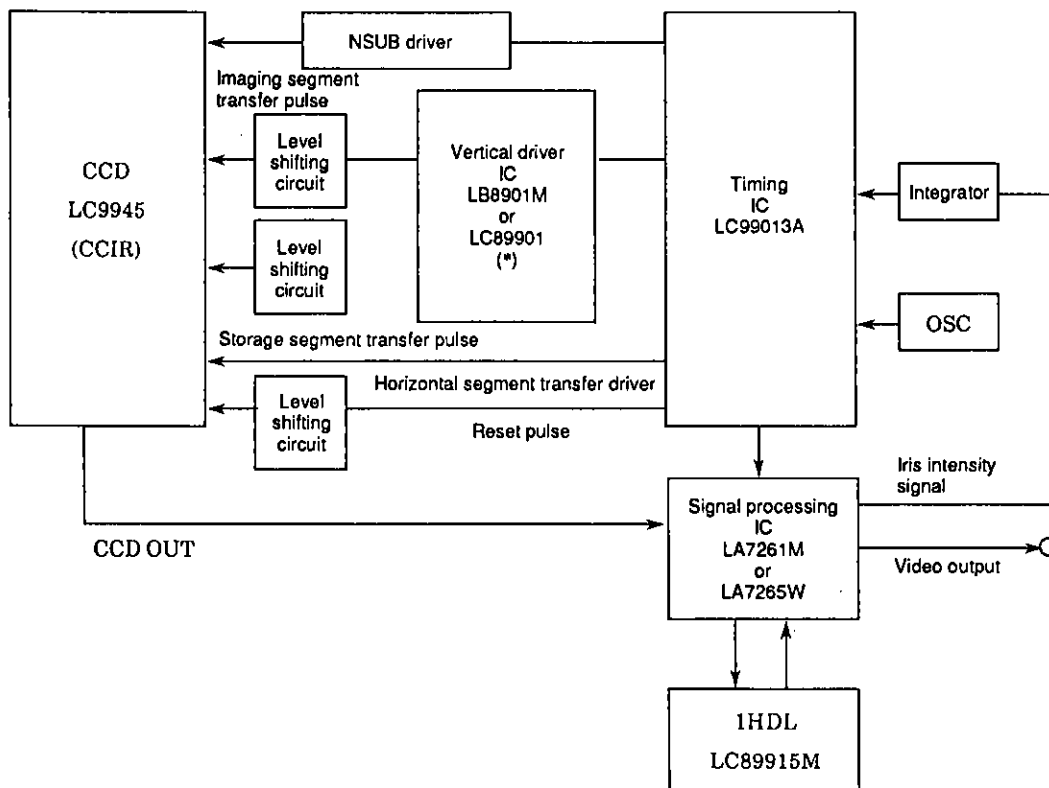 NSUB driver
Imaging segment
transfer pulse
CCD
LC9945
(CCIR)
Level
shifting
circuit
Vertical driver
IC
LB8901M
or
LC89901
(*)
Timing
IC
LC99013A
Integrator
Level
shifting
circuit
OSC
Storage segment transfer pulse
Horizontal segment transfer driver
Level
shifting
circuit
Reset pulse
Iris intensity
signal
Signal processing
IC
LA7261M
or
LA7265W
CCD OUT
Video output
1HDL
LC89915M